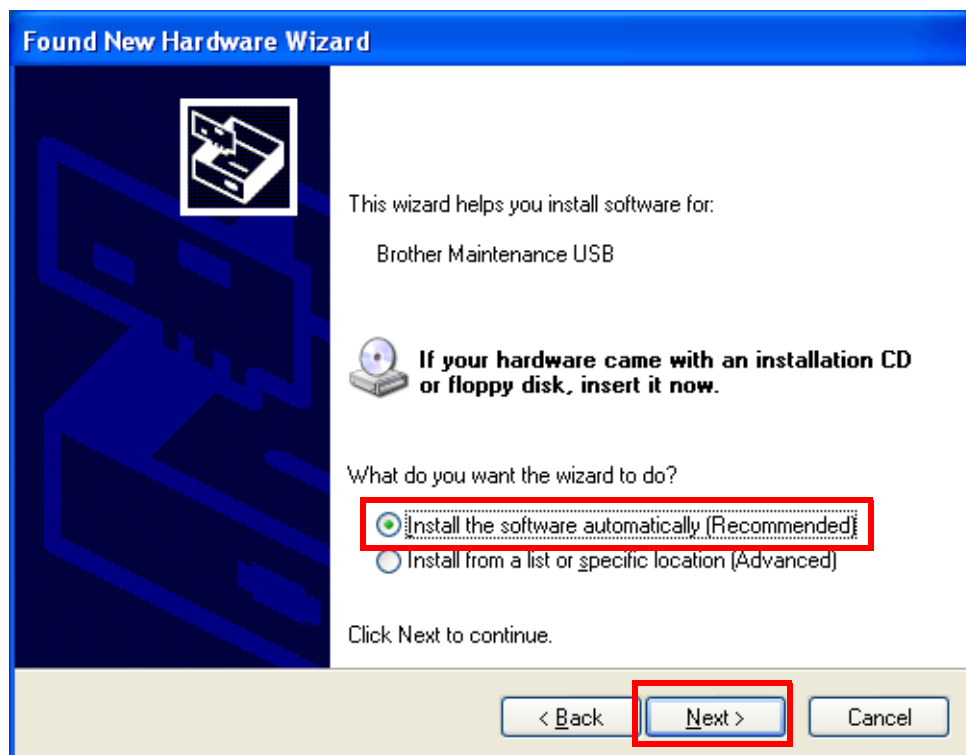 Found New Hardware Wizard
This wizard helps you install software for:
Brother Maintenance USB
If your hardware came with an installation CD
or floppy disk, insert it now.
What do you want the wizard to do?
Install the software automatically (Recommended)
Install from a list or specific location (Advanced)
Click Next to continue.
< Back Next > Cancel